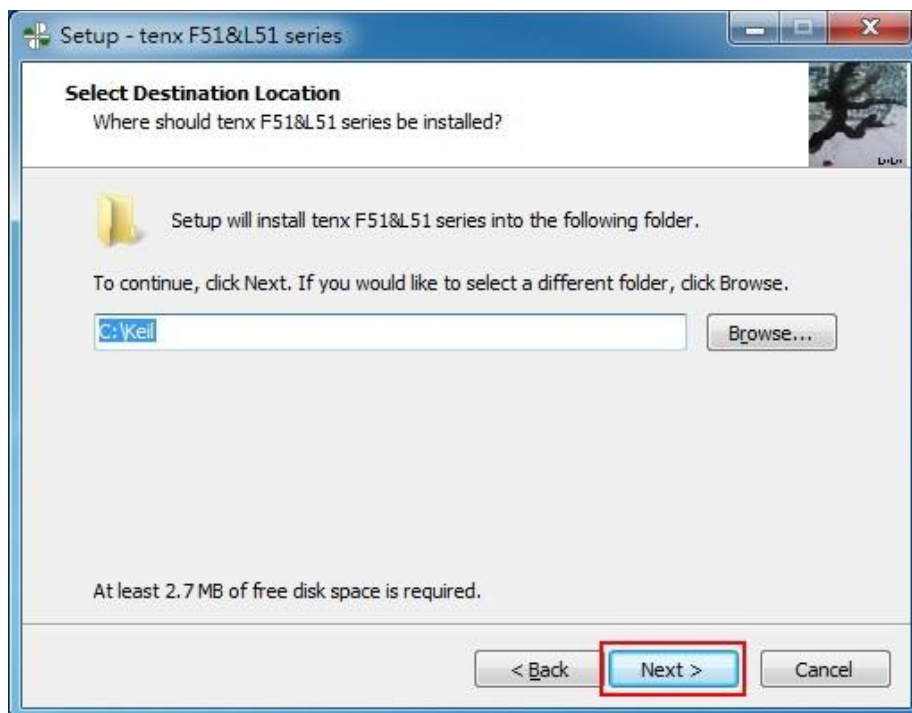 Setup - tenx F51&L51 series
Select Destination Location
Where should tenx F51&L51 series be installed?
Setup will install tenx F51&L51 series into the following folder.
To continue, click Next. If you would like to select a different folder, click Browse.
C:\Keil
Browse...
At least 2.7 MB of free disk space is required.
< Back
Next >
Cancel